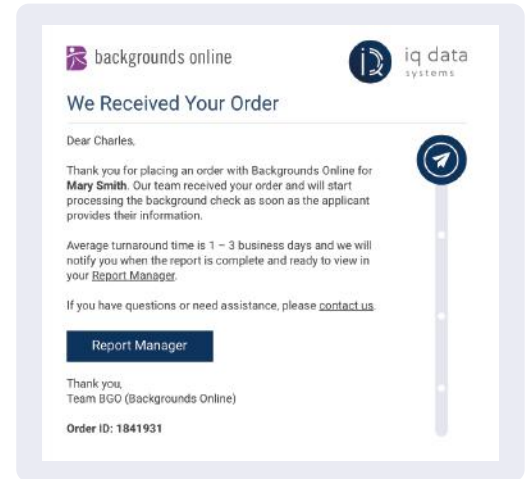 backgrounds online
iq data
systems
We Received Your Order
Dear Charles,
Thank you for placing an order with Backgrounds Online for
Mary Smith. Our team received your order and will start
processing the background check as soon as the applicant
provides their information.
Average turnaround time is 1 – 3 business days and we will
notify you when the report is complete and ready to view in
your Report Manager.
If you have questions or need assistance, please contact us.
Report Manager
Thank you,
Team BGO (Backgrounds Online)
Order ID: 1841931